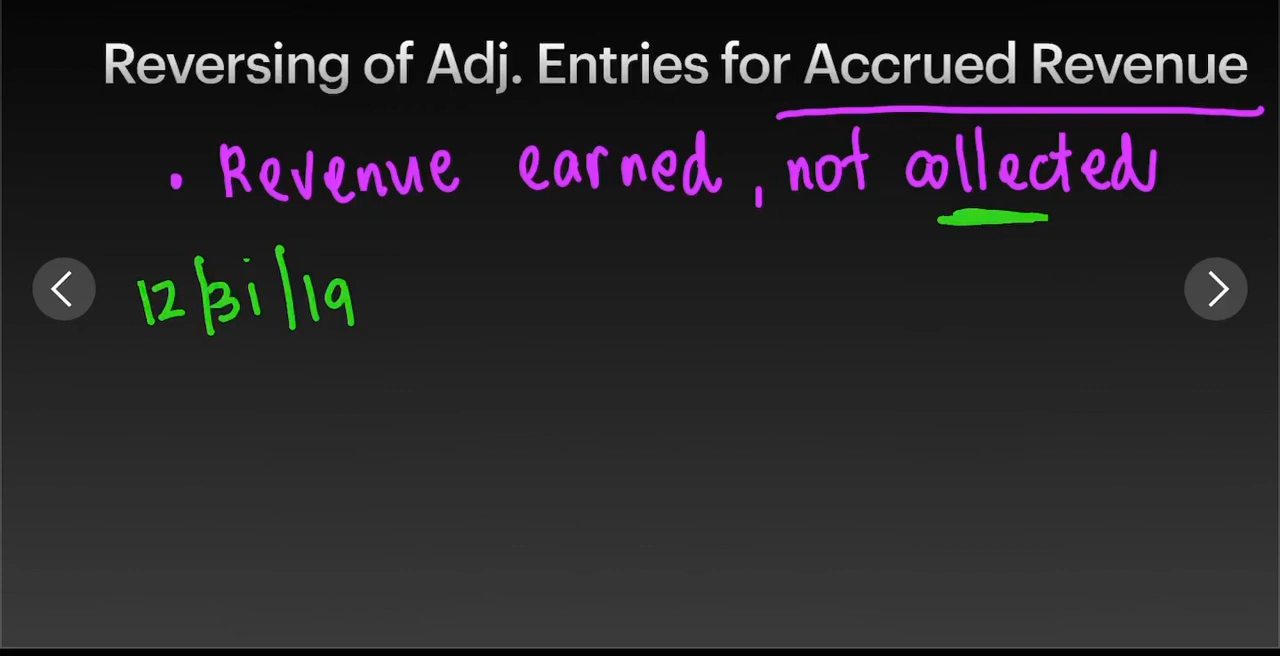 Reversing of Adj. Entries for Accrued Revenue
• Revenue earned, not collected
12/31/19